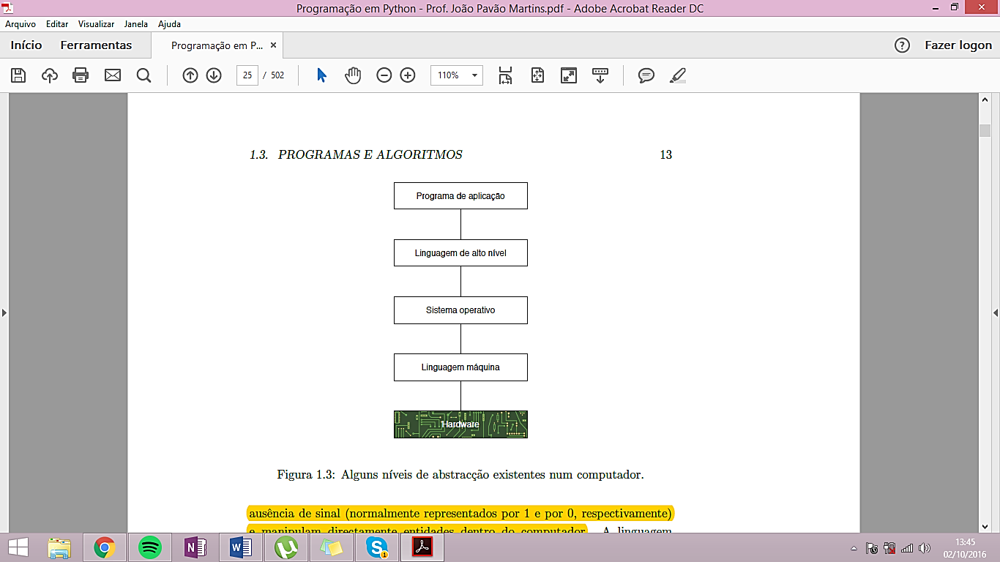 Programação em Python - Prof. João Pavão Martins.pdf - Adobe Acrobat Reader DC
Arquivo Editar Visualizar Janela Ajuda
Início Ferramentas Programação em P... × Fazer logon
25 / 502 110%
1.3. PROGRAMAS E ALGORITMOS 13
Programa de aplicação
Linguagem de alto nível
Sistema operativo
Linguagem máquina
Hardware
Figura 1.3: Alguns níveis de abstracção existentes num computador.
ausência de sinal (normalmente representados por 1 e por 0, respectivamente)
e manipulam directamente entidades dentro do computador. A linguagem
13:45
02/10/2016